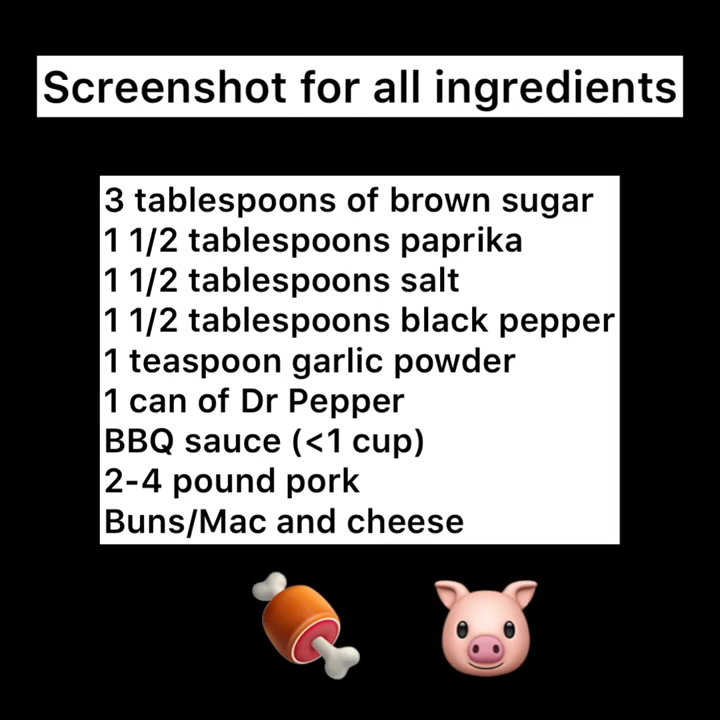 Screenshot for all ingredients
3 tablespoons of brown sugar
1 1/2 tablespoons paprika
1 1/2 tablespoons salt
1 1/2 tablespoons black pepper
1 teaspoon garlic powder
1 can of Dr Pepper
BBQ sauce (<1 cup)
2-4 pound pork
Buns/Mac and cheese